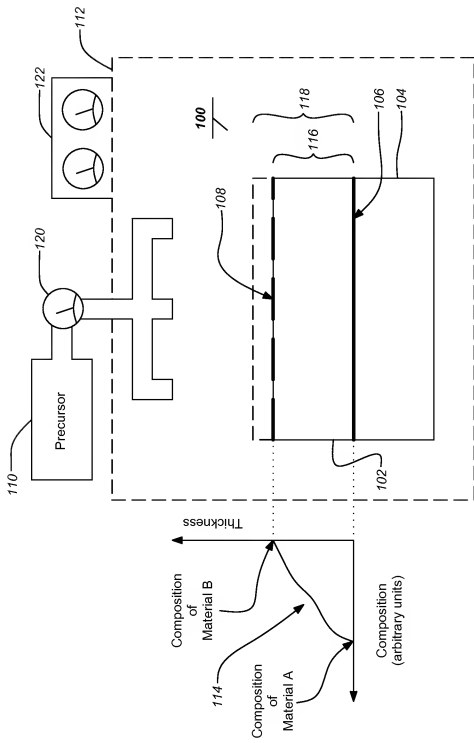 110
120
122
Precursor
112
Composition
of
Material B
100
114
108
Thickness
Composition
of
Material A
118
116
Composition
(arbitrary units)
102
106
104